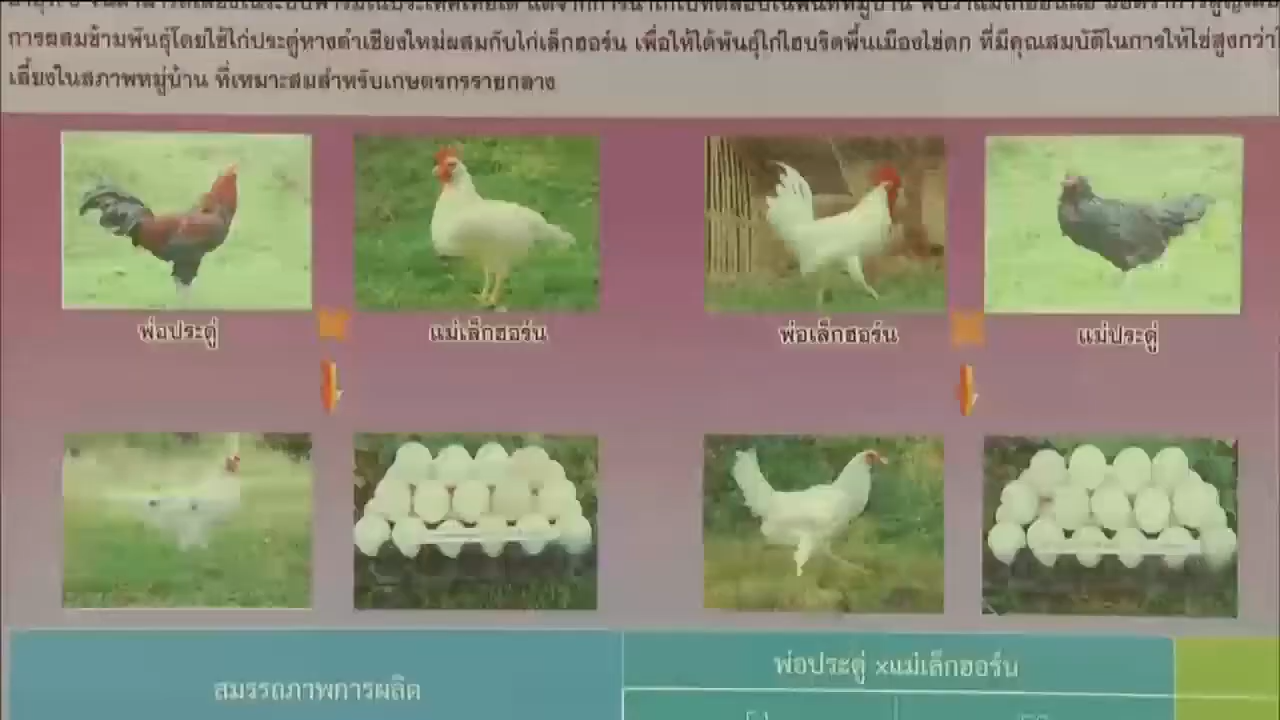 การผสมข้ามพันธุ์โดยใช้ไก่ประดู่หางดำเชียงใหม่ผสมกับไก่เล็กฮอร์น เพื่อให้ได้พันธุ์ไก่ไฮบริดพื้นเมืองไข่ดก ที่มีคุณสมบัติในการให้ไข่สูงกว่า
เลี้ยงในสภาพหมู่บ้าน ที่เหมาะสมสำหรับเกษตรกรรายกลาง
พ่อประดู่ แม่เล็กฮอร์น พ่อเล็กฮอร์น แม่ประดู่
พ่อประดู่ xแม่เล็กฮอร์น
สมรรถภาพการผลิต